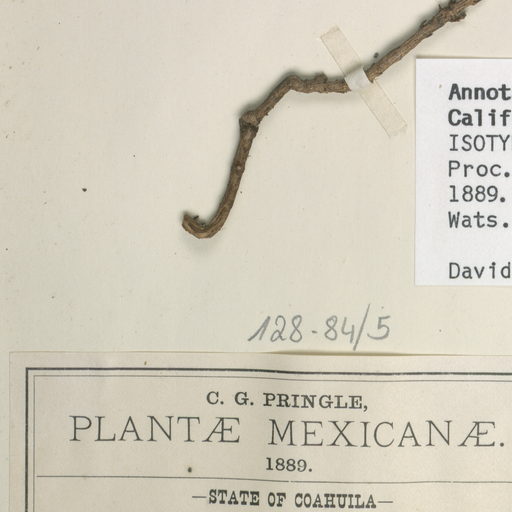 Annot
Calif
ISOTY
Proc.
1889.
Wats.
David
128-84/5
C. G. PRINGLE,
PLANTÆ MEXICANÆ.
1889.
—STATE OF COAHUILA—